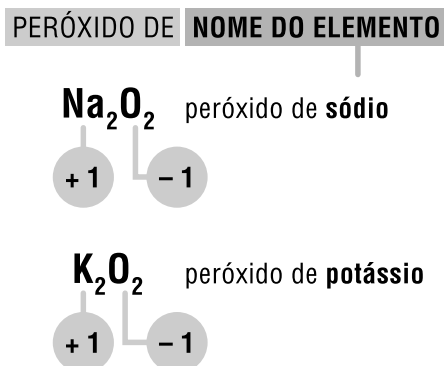 PERÓXIDO DE NOME DO ELEMENTO
Na₂O₂ peróxido de sódio
+ 1 – 1
K₂O₂ peróxido de potássio
+ 1 – 1